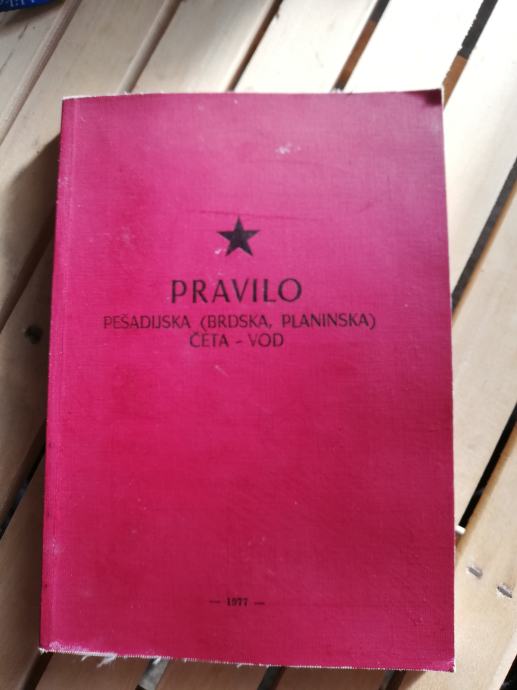 PRAVILO
PEŠADIJSKA (BRDSKA, PLANINSKA)
ČETA - VOD
— 1977 —